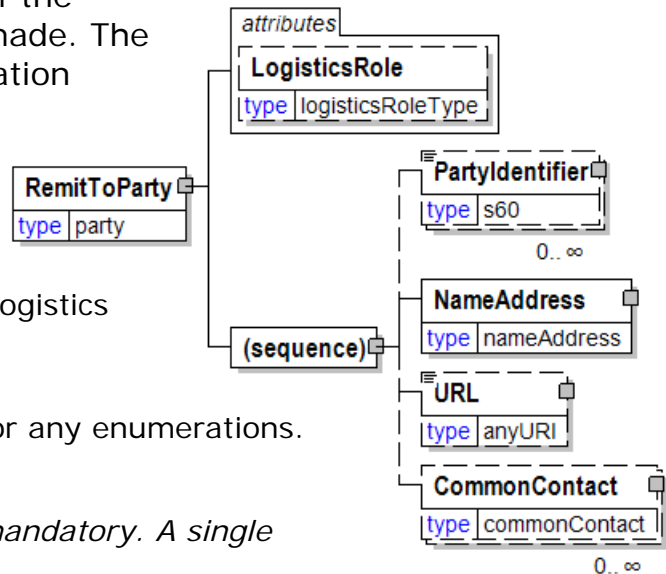 the
made. The
ation
ogistics
or any enumerations.
mandatory. A single
attributes
LogisticsRole
type logisticsRoleType
RemitToParty
type party
(sequence)
PartyIdentifier
type s60
0.. ∞
NameAddress
type nameAddress
URL
type anyURI
CommonContact
type commonContact
0.. ∞